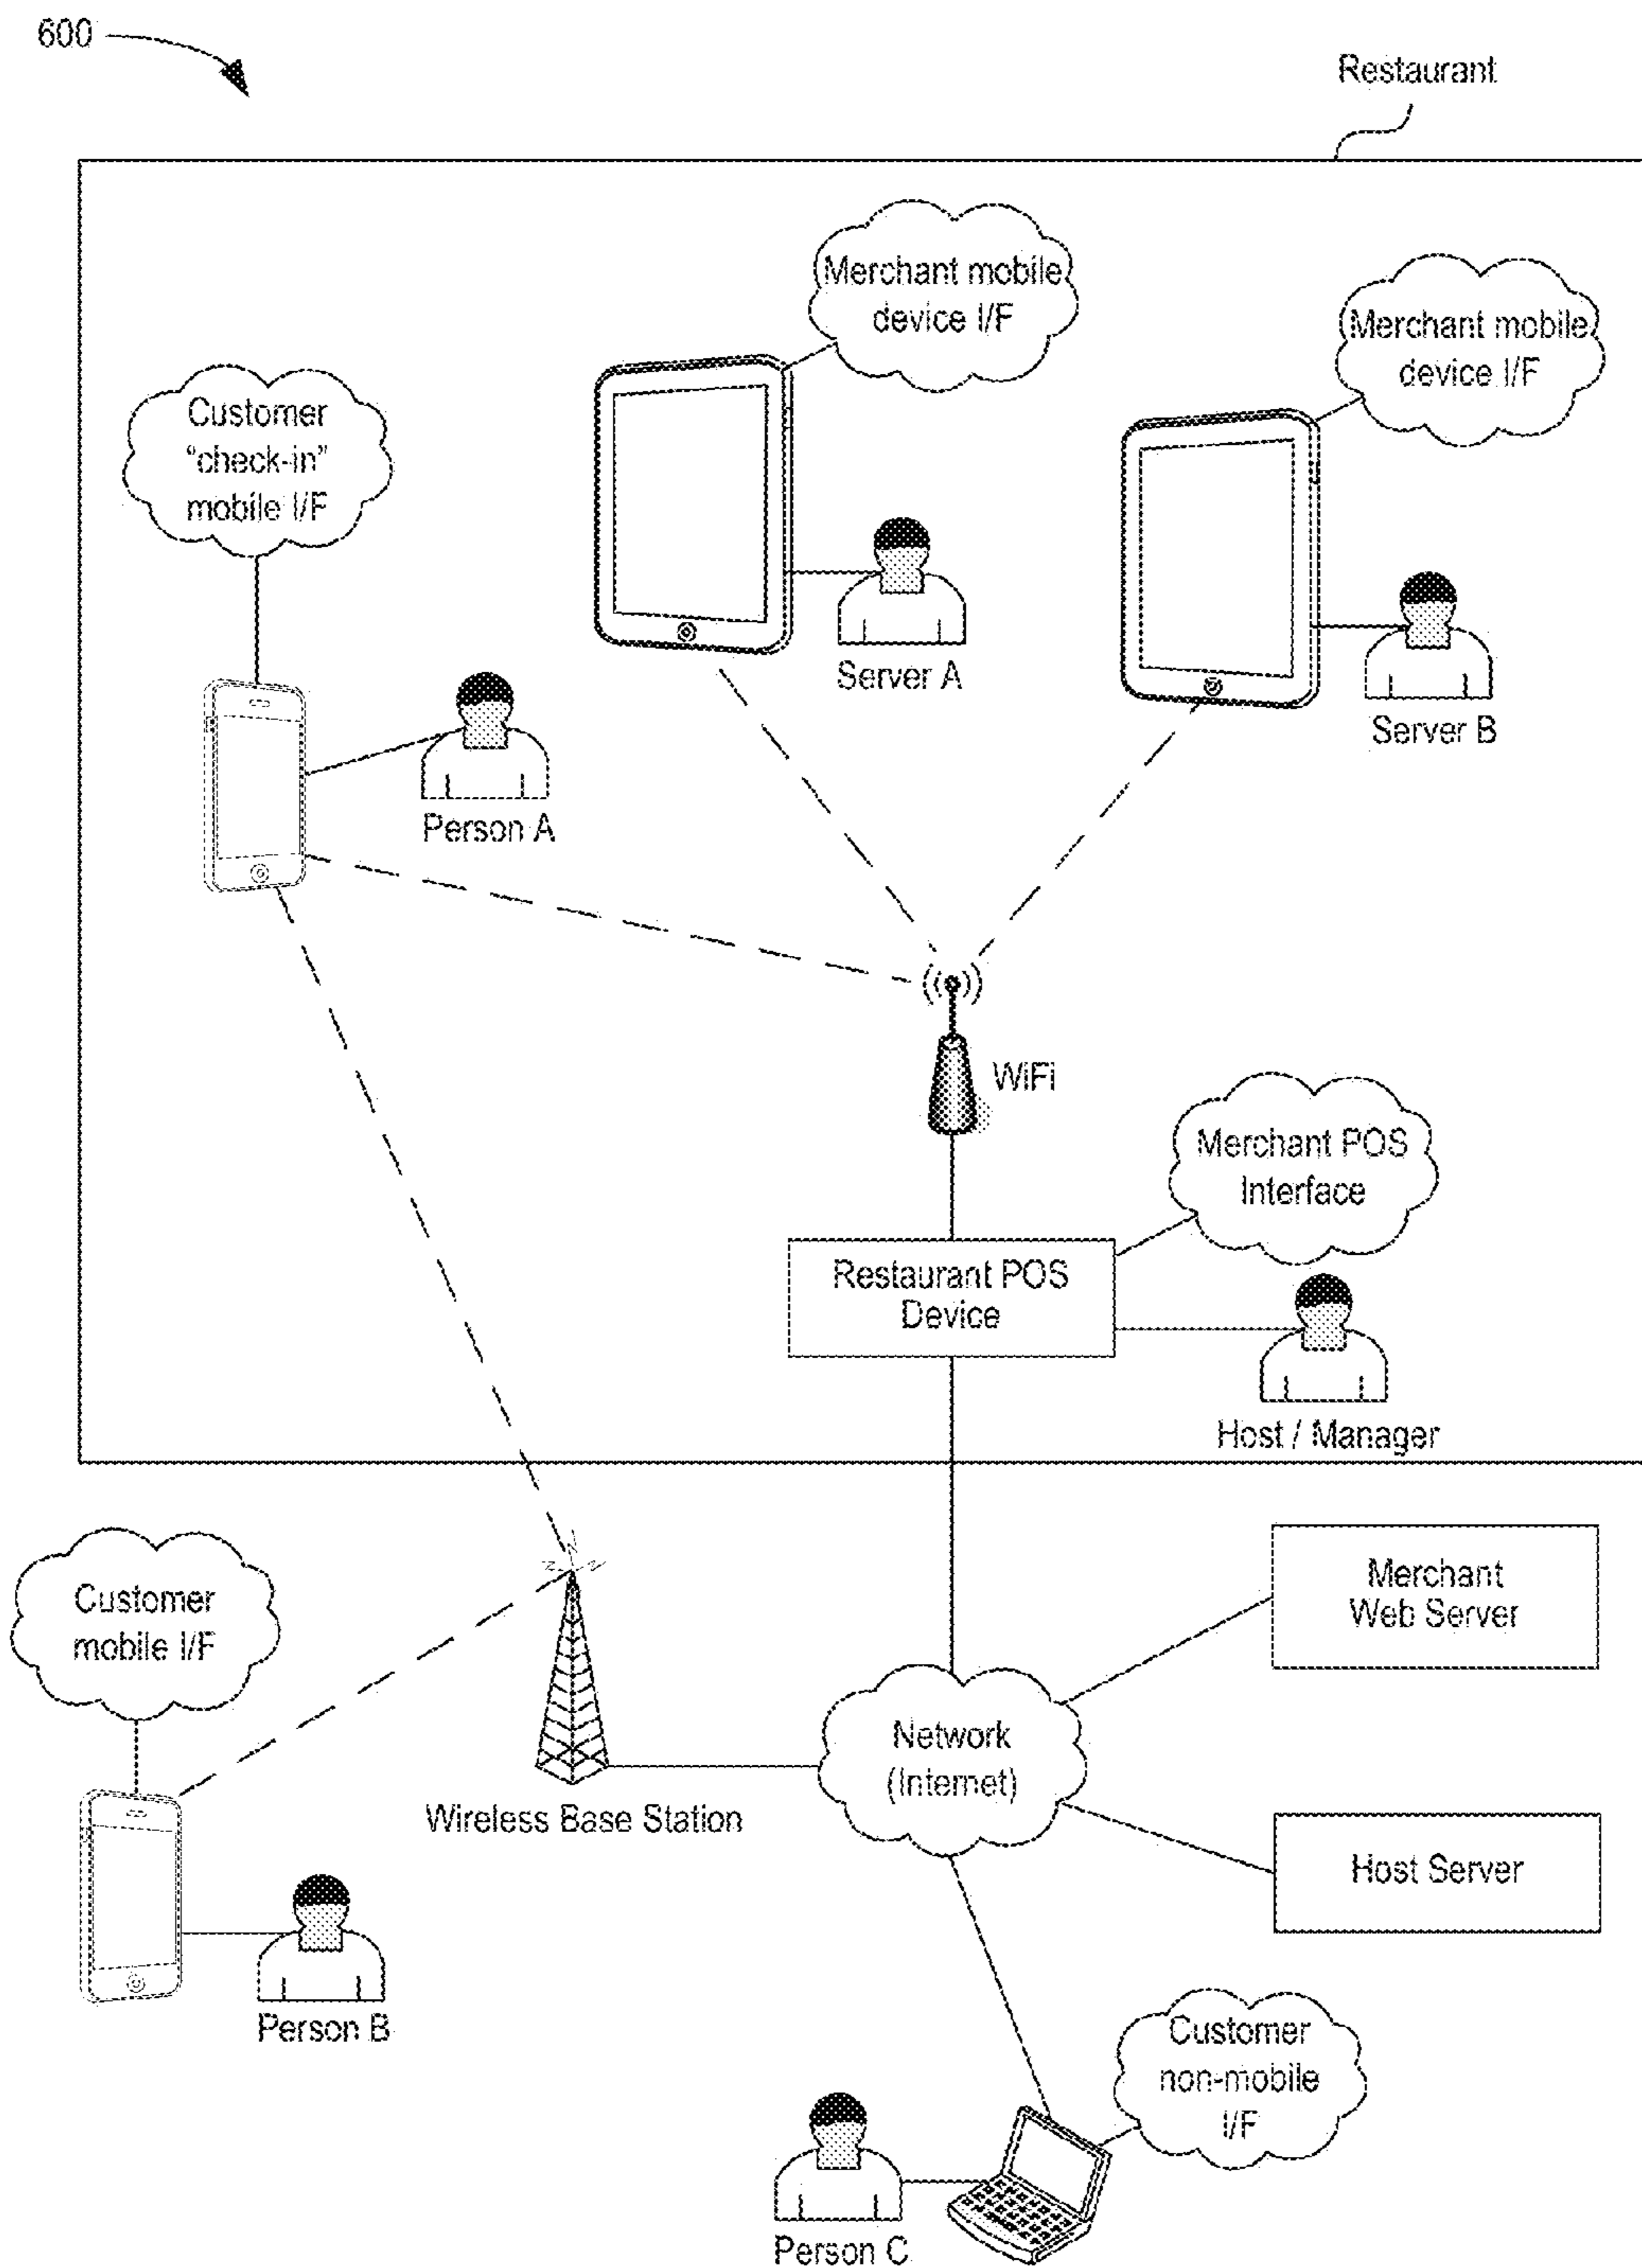 600
Restaurant
Merchant mobile
device I/F
Merchant mobile
device I/F
Customer
"check-in"
mobile I/F
Server A
Server B
Person A
WiFi
Merchant POS
Interface
Restaurant POS
Device
Host / Manager
Customer
mobile I/F
Merchant
Web Server
Network
(Internet)
Wireless Base Station
Host Server
Person B
Customer
non-mobile
I/F
Person C